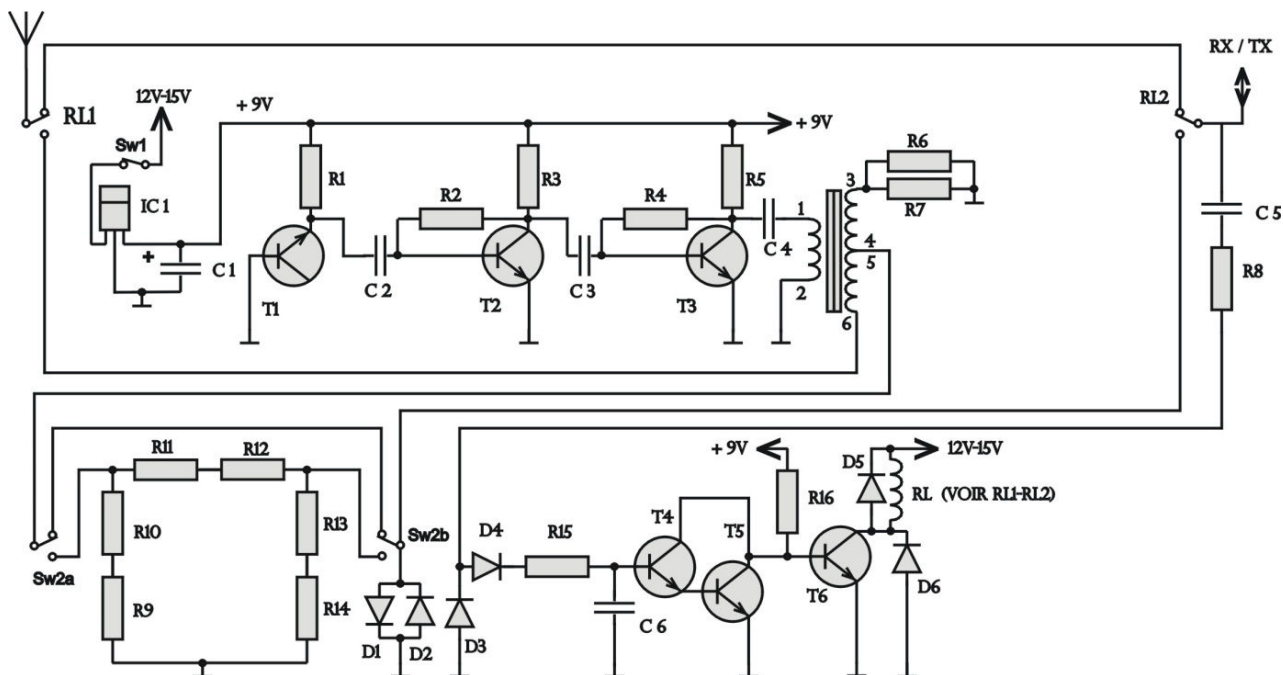 RX / TX
RL1
12V-15V
+ 9V
+ 9V
RL2
Sw1
R6
R1
R3
R5
3
IC 1
R2
R4
1
R7
C 4
4
C 5
+
C 1
5
R8
C 2
C 3
2
T1
T2
T3
6
R11
R12
+ 9V
D5
12V-15V
R16
RL (VOIR RL1-RL2)
R10
R13
Sw2b
D4
R15
T4
T5
Sw2a
T6
D6
R9
R14
C 6
D1
D2
D3